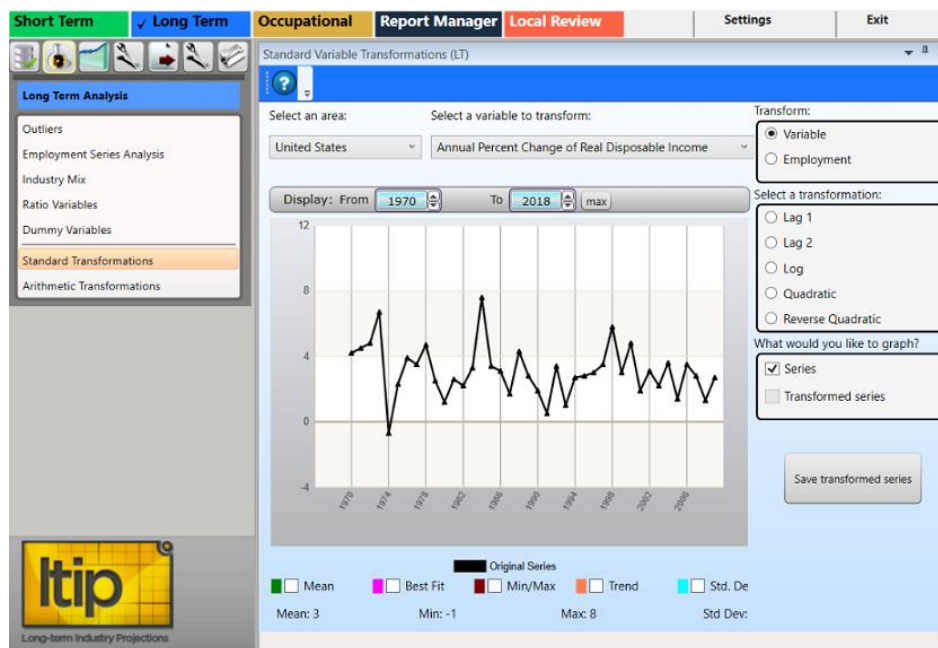 Short Term ✓ Long Term Occupational Report Manager Local Review Settings Exit
Standard Variable Transformations (LT)
Long Term Analysis
Outliers
Employment Series Analysis
Industry Mix
Ratio Variables
Dummy Variables
Standard Transformations
Arithmetic Transformations
Select an area: Select a variable to transform:
United States Annual Percent Change of Real Disposable Income
Display: From 1970 To 2018 max
12
8
4
0
-4
1970 1974 1978 1982 1986 1990 1994 1998 2002 2006
Original Series
Mean Best Fit Min/Max Trend Std. De
Mean: 3 Min: -1 Max: 8 Std Dev:
Transform:
Variable
Employment
Select a transformation:
Lag 1
Lag 2
Log
Quadratic
Reverse Quadratic
What would you like to graph?
Series
Transformed series
Save transformed series
ltip
Long-term Industry Projections